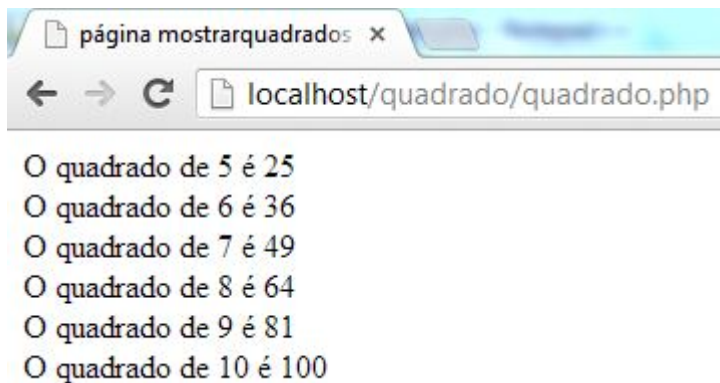 página mostrarquadrados
localhost/quadrado/quadrado.php
O quadrado de 5 é 25
O quadrado de 6 é 36
O quadrado de 7 é 49
O quadrado de 8 é 64
O quadrado de 9 é 81
O quadrado de 10 é 100